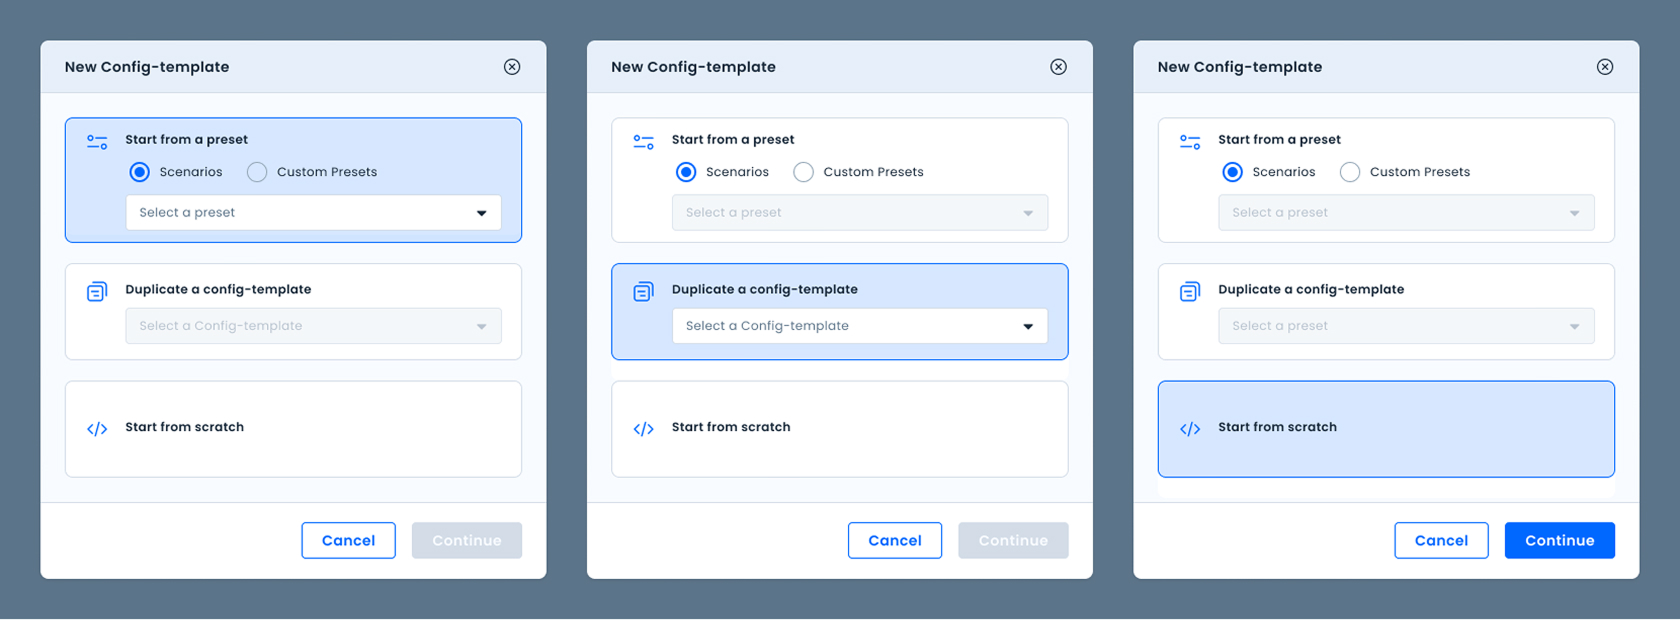 New Config-template
Start from a preset
Scenarios Custom Presets
Select a preset
Duplicate a config-template
Select a Config-template
Start from scratch
Cancel Continue
New Config-template
Start from a preset
Scenarios Custom Presets
Select a preset
Duplicate a config-template
Select a Config-template
Start from scratch
Cancel Continue
New Config-template
Start from a preset
Scenarios Custom Presets
Select a preset
Duplicate a config-template
Select a preset
Start from scratch
Cancel Continue